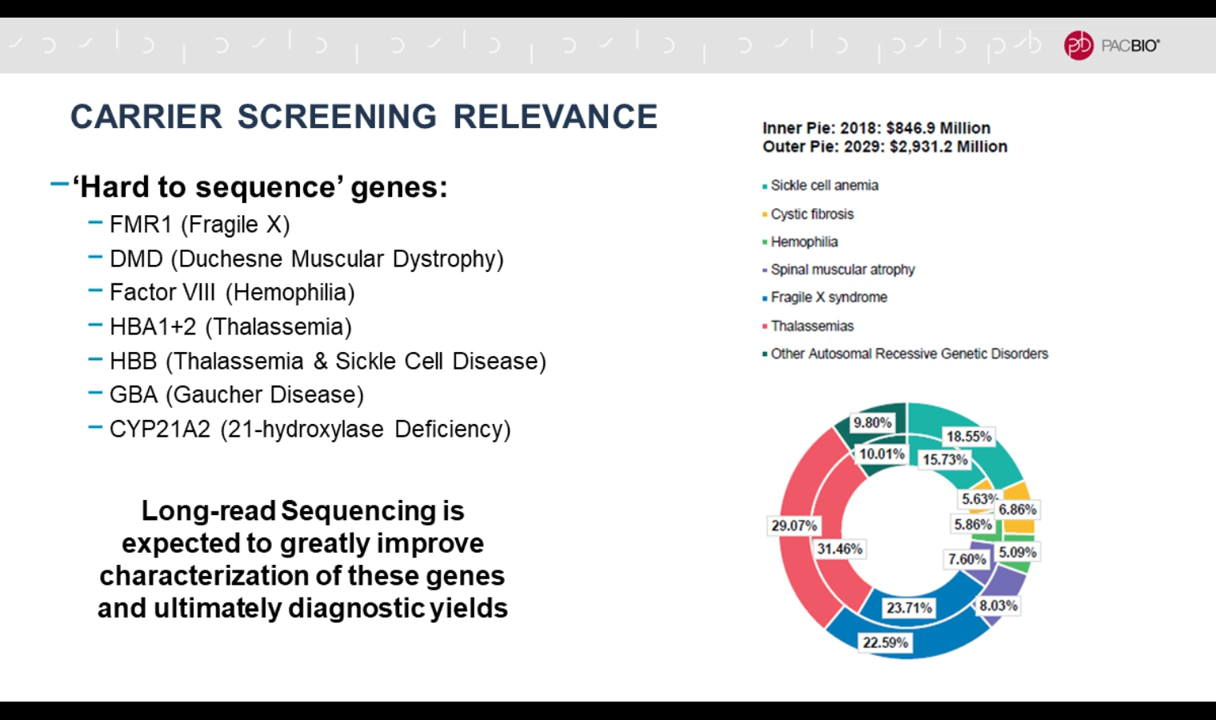 PACBIO®
CARRIER SCREENING RELEVANCE
Inner Pie: 2018: $846.9 Million
Outer Pie: 2029: $2,931.2 Million
– 'Hard to sequence' genes:
– FMR1 (Fragile X)
– DMD (Duchesne Muscular Dystrophy)
– Factor VIII (Hemophilia)
– HBA1+2 (Thalassemia)
– HBB (Thalassemia & Sickle Cell Disease)
– GBA (Gaucher Disease)
– CYP21A2 (21-hydroxylase Deficiency)
Long-read Sequencing is
expected to greatly improve
characterization of these genes
and ultimately diagnostic yields
Sickle cell anemia
Cystic fibrosis
Hemophilia
Spinal muscular atrophy
Fragile X syndrome
Thalassemias
Other Autosomal Recessive Genetic Disorders
9.80%
18.55%
10.01%
15.73%
5.63%
6.86%
5.86%
29.07%
31.46%
7.60%
5.09%
23.71%
8.03%
22.59%